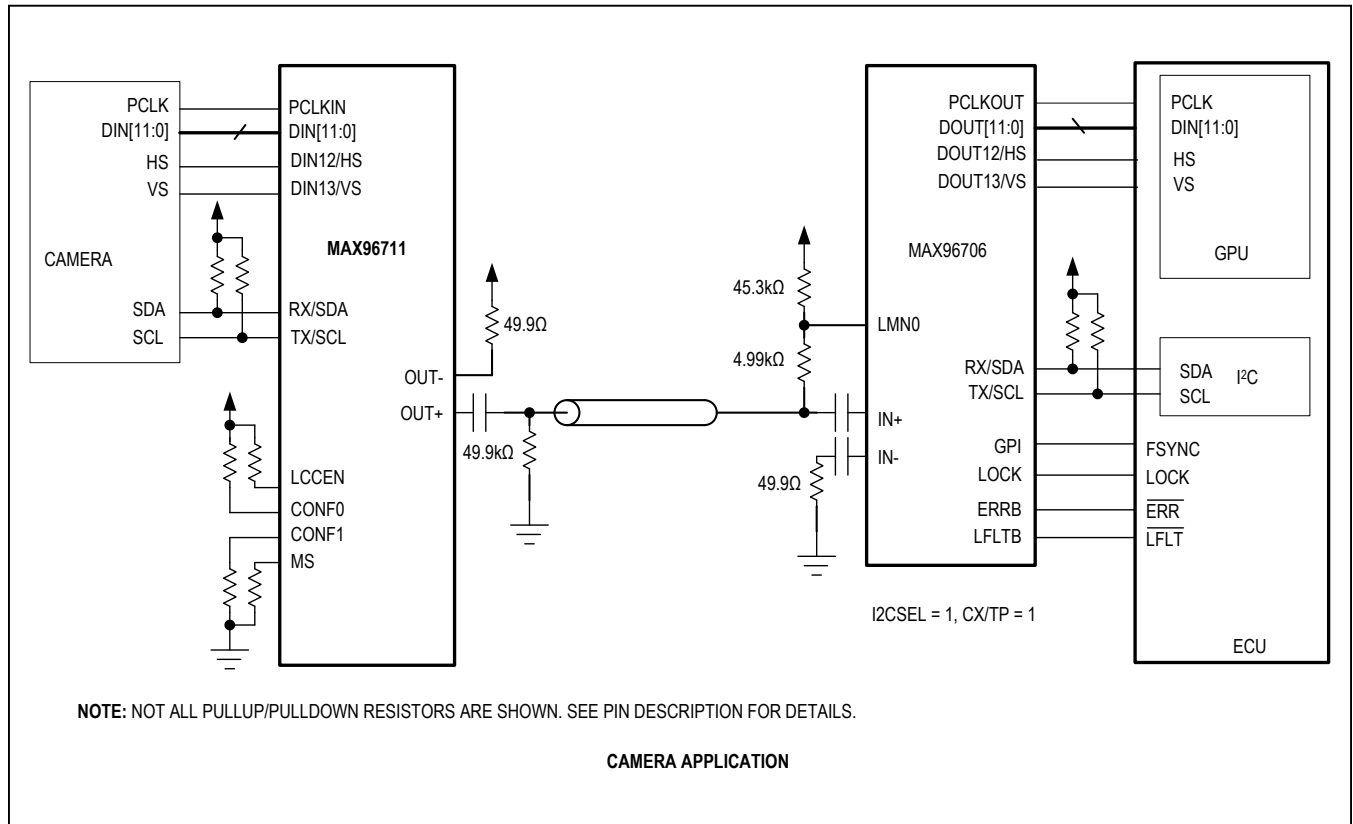 PCLK
DIN[11:0]
HS
VS
CAMERA
SDA
SCL
PCLKIN
DIN[11:0]
DIN12/HS
DIN13/VS
MAX96711
RX/SDA
TX/SCL
OUT-
OUT+
LCCEN
CONF0
CONF1
MS
49.9Ω
49.9kΩ
45.3kΩ
4.99kΩ
49.9Ω
PCLKOUT
DOUT[11:0]
DOUT12/HS
DOUT13/VS
MAX96706
LMN0
RX/SDA
TX/SCL
IN+
IN-
GPI
LOCK
ERRB
LFLTB
I2CSEL = 1, CX/TP = 1
PCLK
DIN[11:0]
HS
VS
GPU
SDA
I²C
SCL
FSYNC
LOCK
ERR
LFLT
ECU
NOTE: NOT ALL PULLUP/PULLDOWN RESISTORS ARE SHOWN. SEE PIN DESCRIPTION FOR DETAILS.
CAMERA APPLICATION